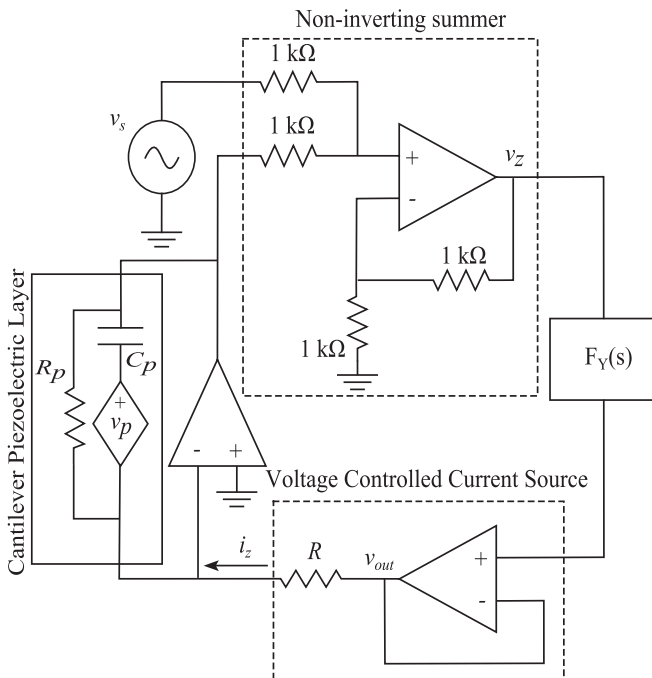 Non-inverting summer
1 kΩ
v_s
1 kΩ
+
-
v_Z
1 kΩ
1 kΩ
Cantilever Piezoelectric Layer
R_p
C_p
+
v_p
-
+
F_Y(s)
Voltage Controlled Current Source
i_z
R
v_out
+
-